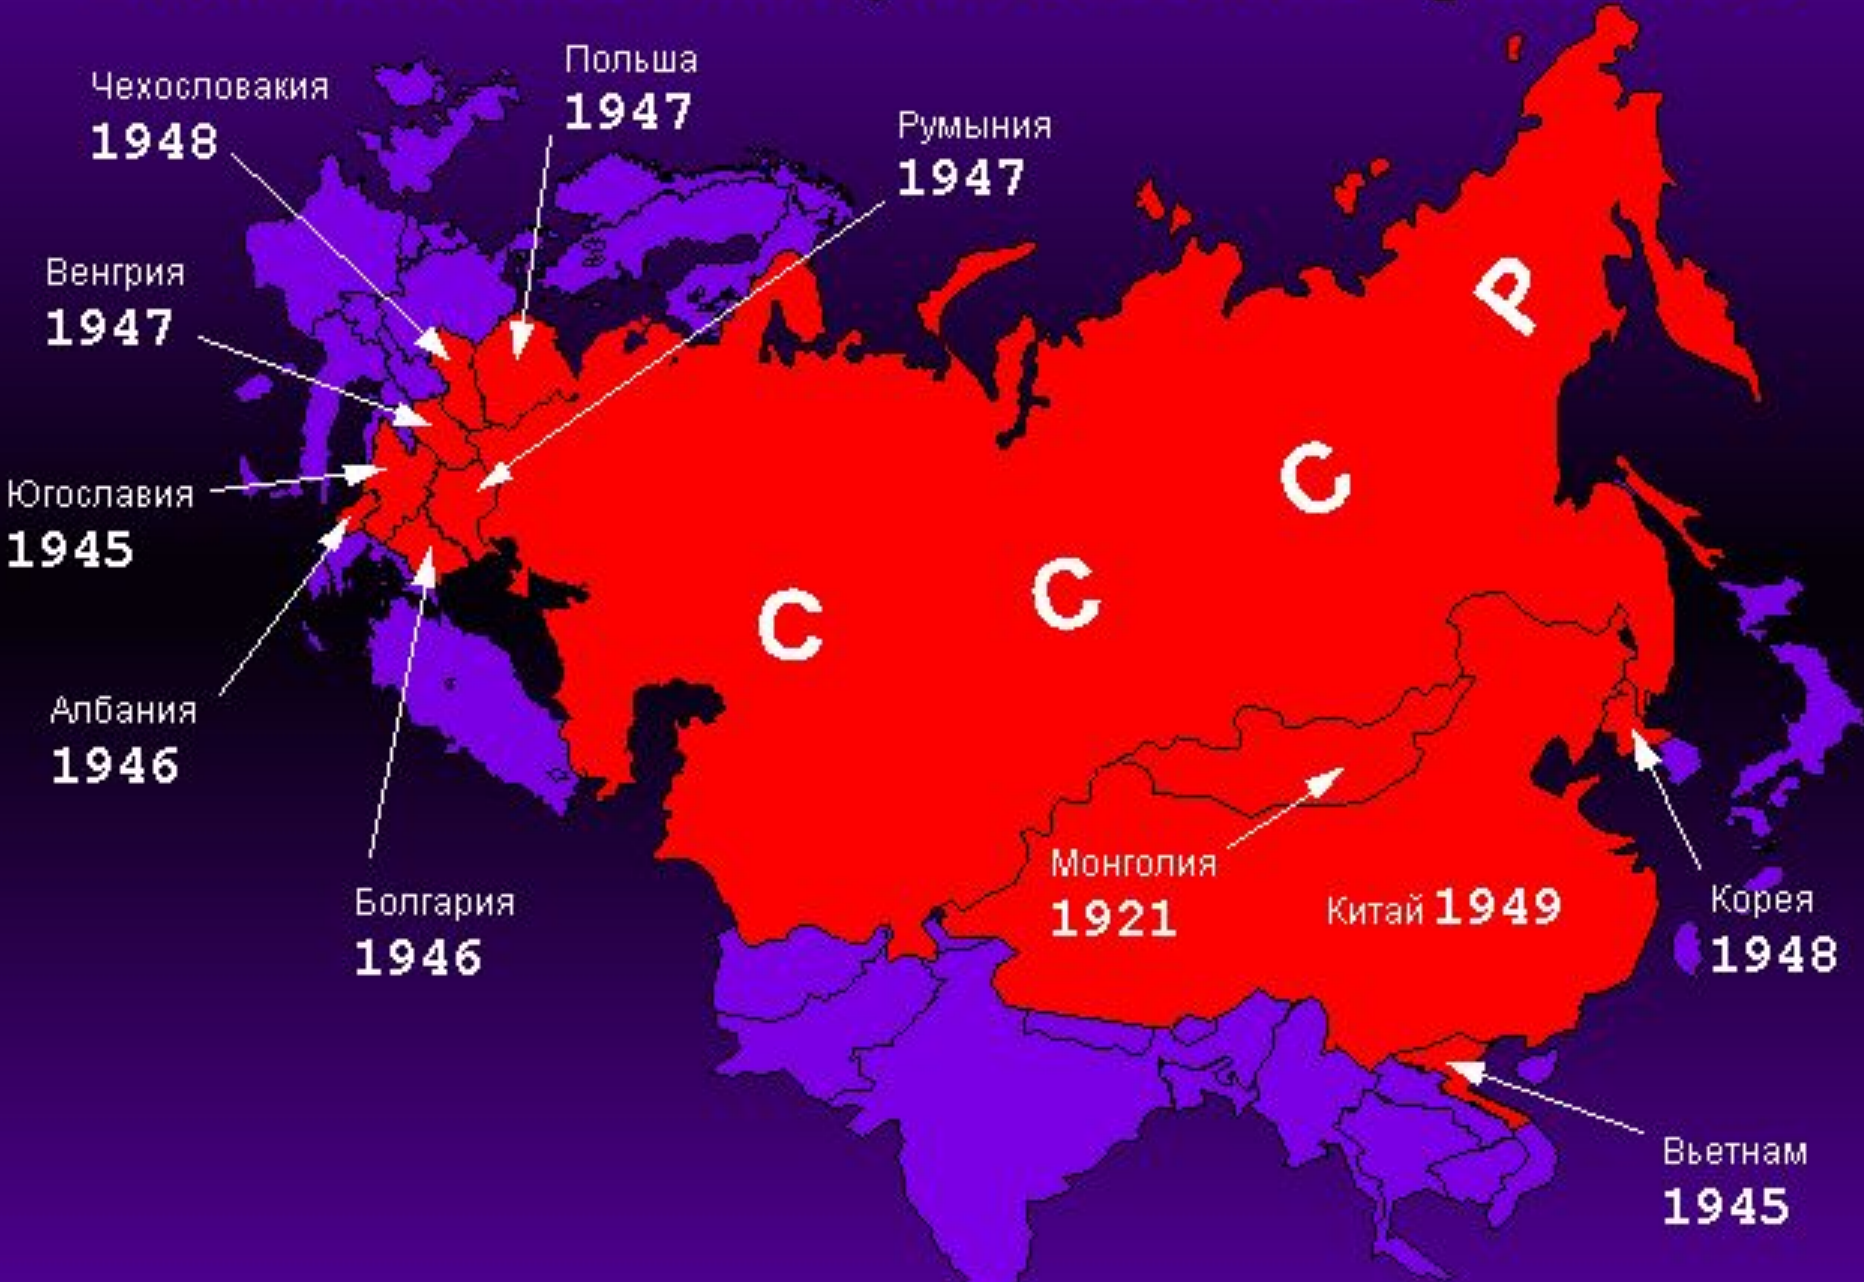 Чехословакия
1948
Польша
1947
Румыния
1947
Венгрия
1947
Югославия
1945
Албания
1946
Болгария
1946
С
С
С
Р
Монголия
1921
Китай 1949
Корея
1948
Вьетнам
1945